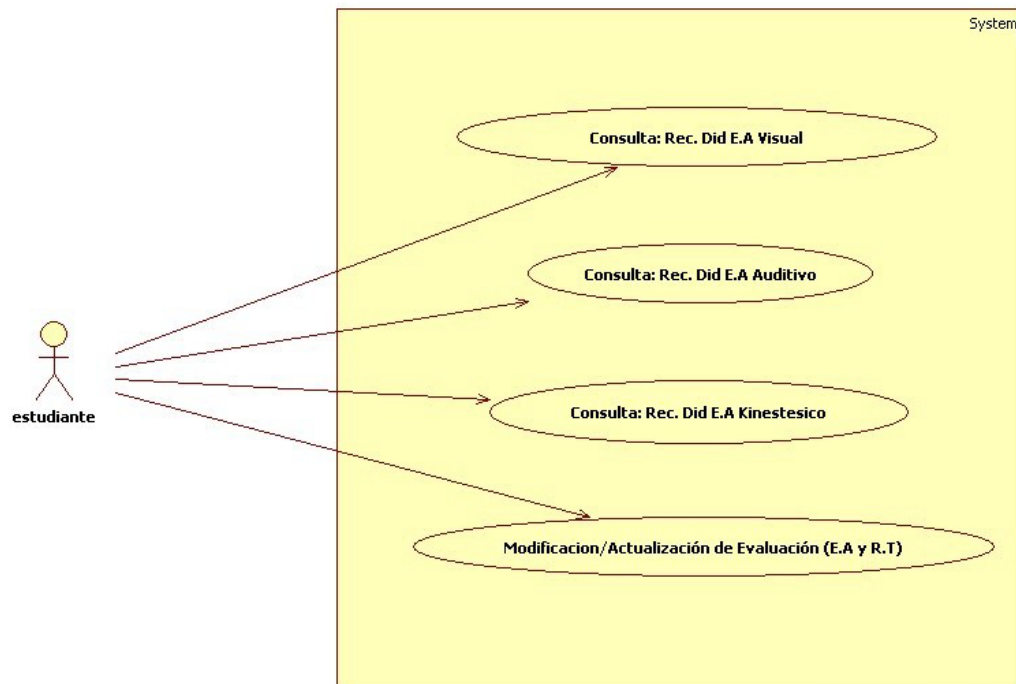 System
Consulta: Rec. Did E.A Visual
Consulta: Rec. Did E.A Auditivo
estudiante
Consulta: Rec. Did E.A Kinestesico
Modificacion/Actualización de Evaluación (E.A y R.T)